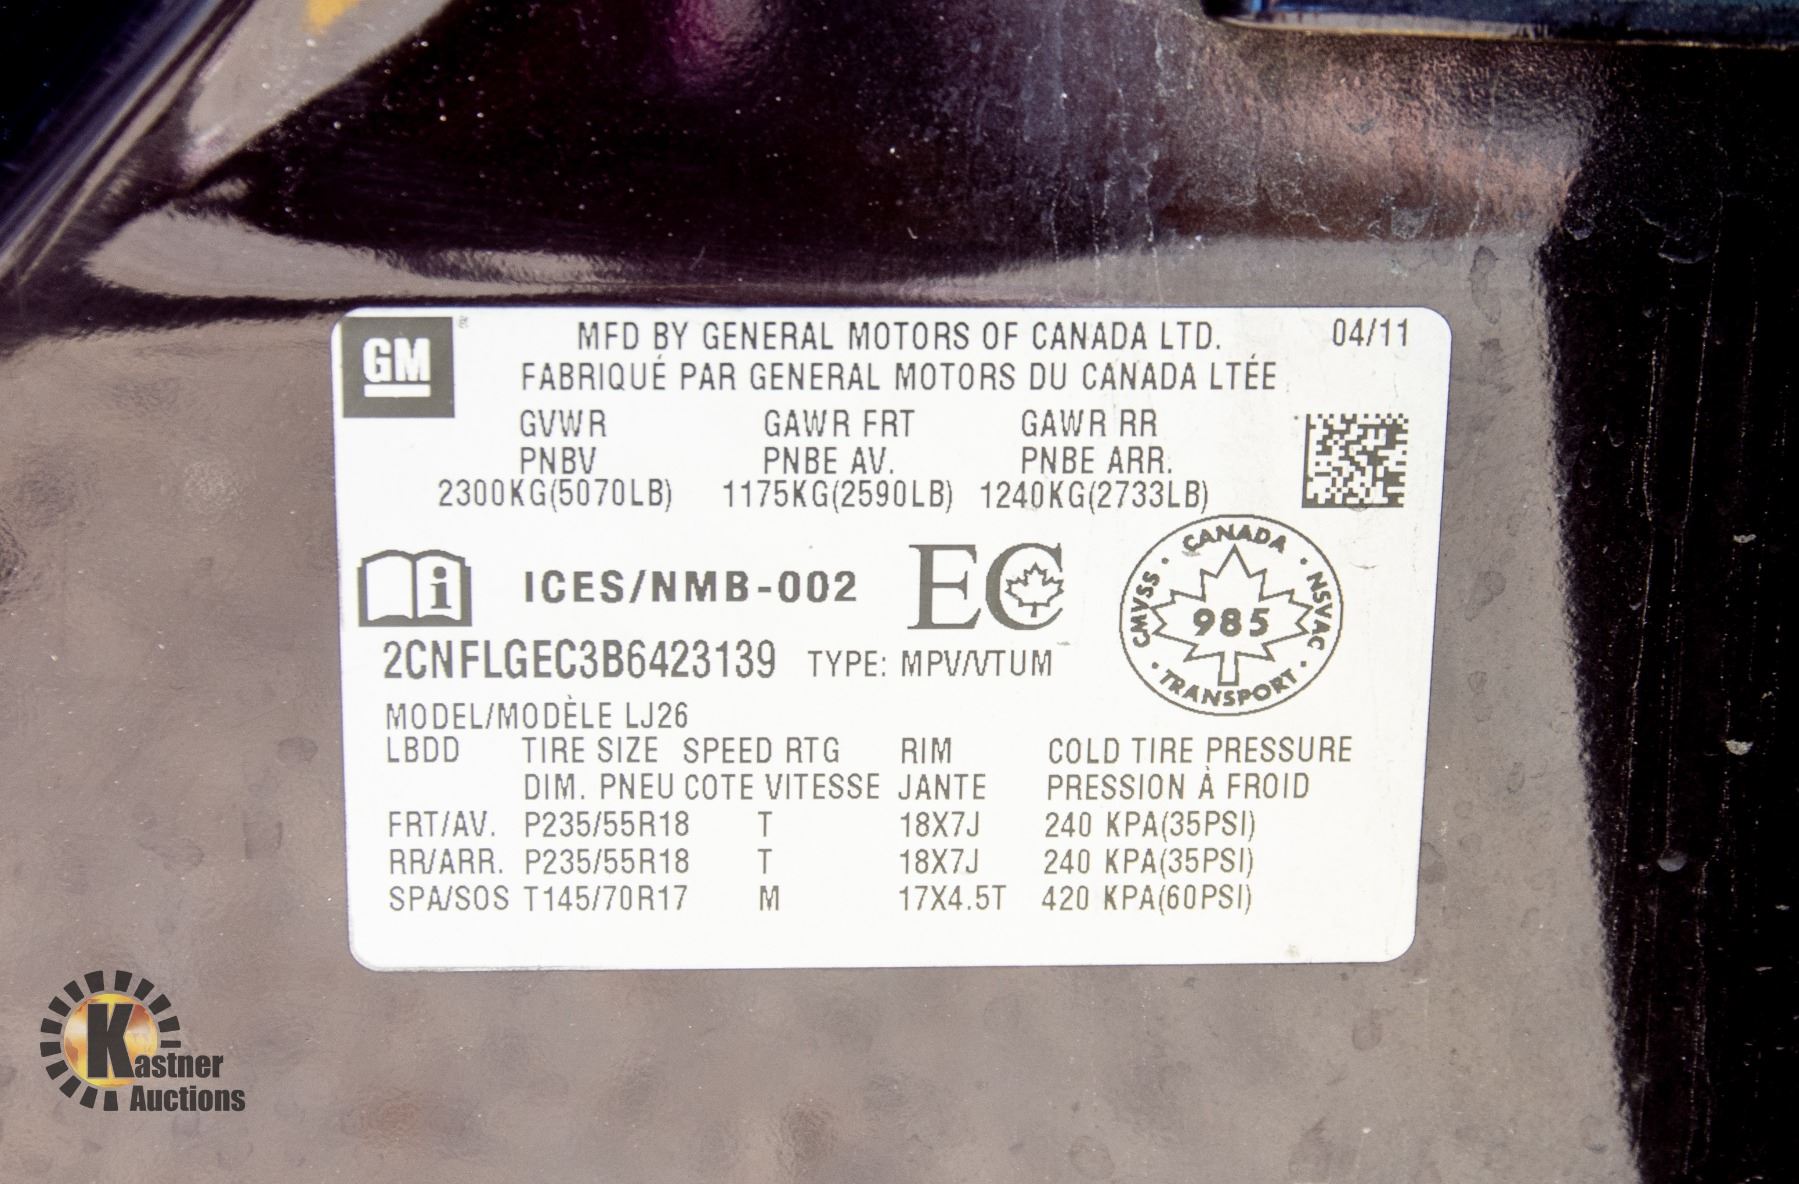 GM®
MFD BY GENERAL MOTORS OF CANADA LTD. 04/11
FABRIQUÉ PAR GENERAL MOTORS DU CANADA LTÉE
GVWR GAWR FRT GAWR RR
PNBV PNBE AV. PNBE ARR.
2300KG(5070LB) 1175KG(2590LB) 1240KG(2733LB)
i ICES/NMB-002 EC
CANADA · NSVAC · TRANSPORT · CMVSS ·
985
2CNFLGEC3B6423139 TYPE: MPV/VTUM
MODEL/MODÈLE LJ26
LBDD TIRE SIZE SPEED RTG RIM COLD TIRE PRESSURE
DIM. PNEU COTE VITESSE JANTE PRESSION À FROID
FRT/AV. P235/55R18 T 18X7J 240 KPA(35PSI)
RR/ARR. P235/55R18 T 18X7J 240 KPA(35PSI)
SPA/SOS T145/70R17 M 17X4.5T 420 KPA(60PSI)
Kastner
Auctions